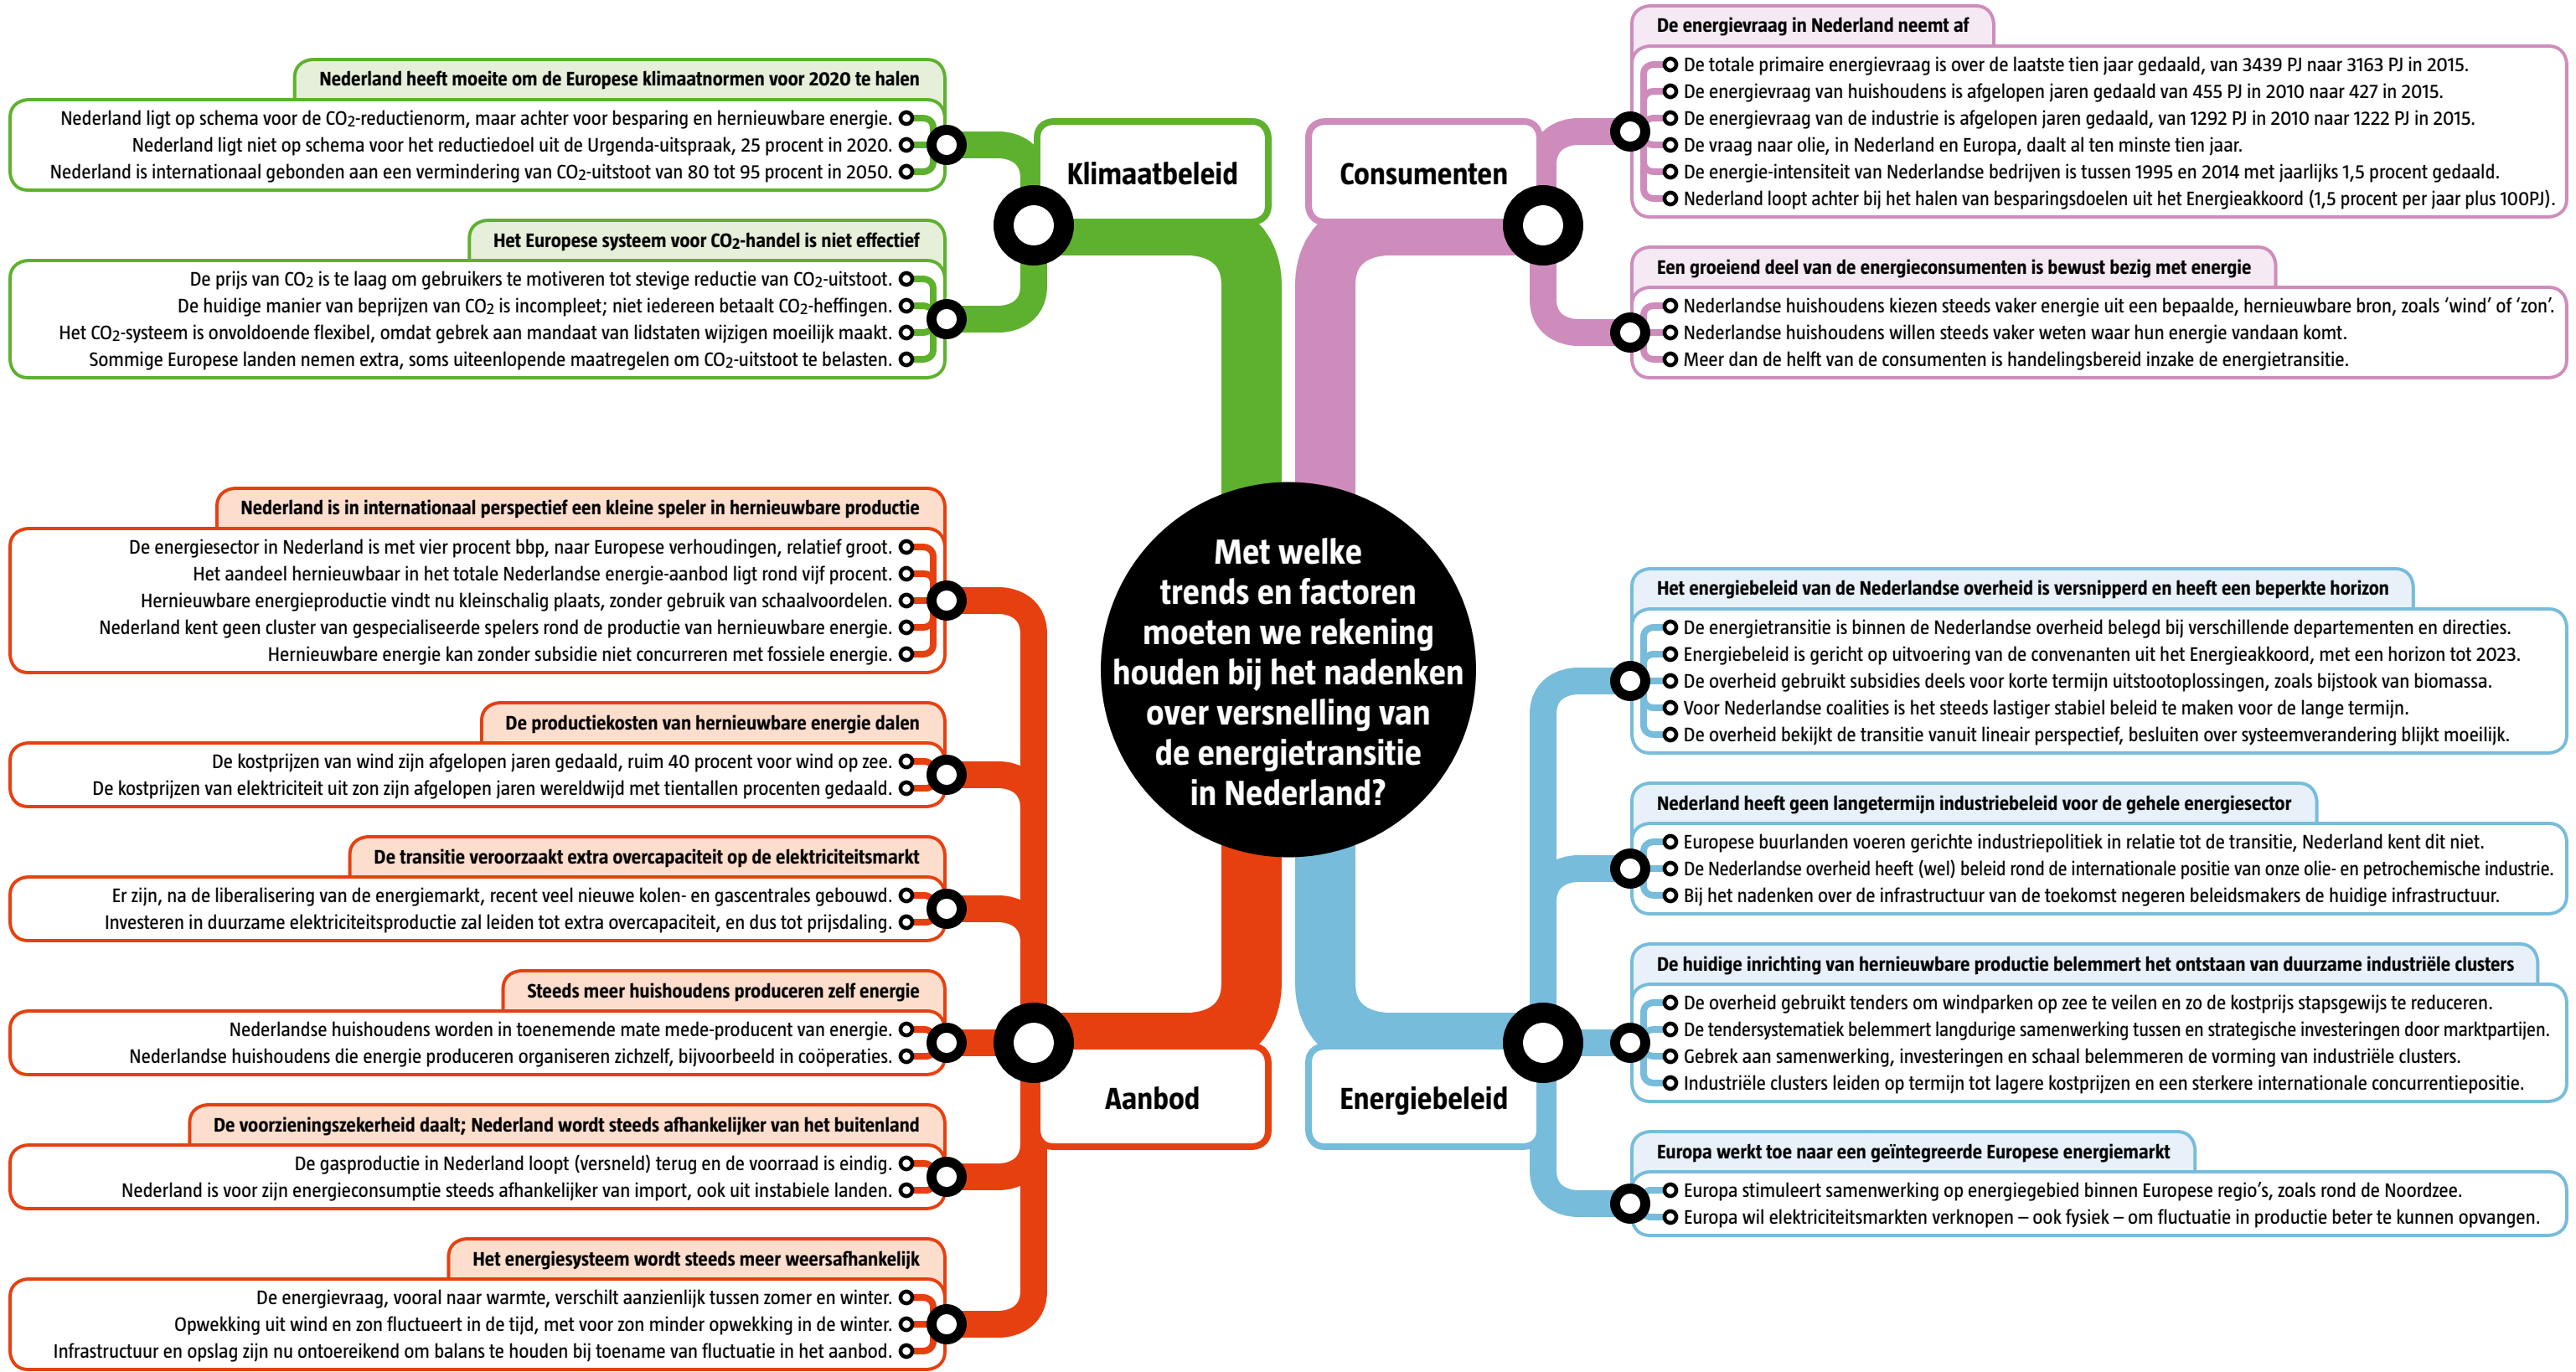 Met welke
trends en factoren
moeten we rekening
houden bij het nadenken
over versnelling van
de energietransitie
in Nederland?
Klimaatbeleid
Nederland heeft moeite om de Europese klimaatnormen voor 2020 te halen
Nederland ligt op schema voor de CO2-reductienorm, maar achter voor besparing en hernieuwbare energie.
Nederland ligt niet op schema voor het reductiedoel uit de Urgenda-uitspraak, 25 procent in 2020.
Nederland is internationaal gebonden aan een vermindering van CO2-uitstoot van 80 tot 95 procent in 2050.
Het Europese systeem voor CO2-handel is niet effectief
De prijs van CO2 is te laag om gebruikers te motiveren tot stevige reductie van CO2-uitstoot.
De huidige manier van beprijzen van CO2 is incompleet; niet iedereen betaalt CO2-heffingen.
Het CO2-systeem is onvoldoende flexibel, omdat gebrek aan mandaat van lidstaten wijzigen moeilijk maakt.
Sommige Europese landen nemen extra, soms uiteenlopende maatregelen om CO2-uitstoot te belasten.
Consumenten
De energievraag in Nederland neemt af
De totale primaire energievraag is over de laatste tien jaar gedaald, van 3439 PJ naar 3163 PJ in 2015.
De energievraag van huishoudens is afgelopen jaren gedaald van 455 PJ in 2010 naar 427 in 2015.
De energievraag van de industrie is afgelopen jaren gedaald, van 1292 PJ in 2010 naar 1222 PJ in 2015.
De vraag naar olie, in Nederland en Europa, daalt al ten minste tien jaar.
De energie-intensiteit van Nederlandse bedrijven is tussen 1995 en 2014 met jaarlijks 1,5 procent gedaald.
Nederland loopt achter bij het halen van besparingsdoelen uit het Energieakkoord (1,5 procent per jaar plus 100PJ).
Een groeiend deel van de energieconsumenten is bewust bezig met energie
Nederlandse huishoudens kiezen steeds vaker energie uit een bepaalde, hernieuwbare bron, zoals ‘wind’ of ‘zon’.
Nederlandse huishoudens willen steeds vaker weten waar hun energie vandaan komt.
Meer dan de helft van de consumenten is handelingsbereid inzake de energietransitie.
Aanbod
Nederland is in internationaal perspectief een kleine speler in hernieuwbare productie
De energiesector in Nederland is met vier procent bbp, naar Europese verhoudingen, relatief groot.
Het aandeel hernieuwbaar in het totale Nederlandse energie-aanbod ligt rond vijf procent.
Hernieuwbare energieproductie vindt nu kleinschalig plaats, zonder gebruik van schaalvoordelen.
Nederland kent geen cluster van gespecialiseerde spelers rond de productie van hernieuwbare energie.
Hernieuwbare energie kan zonder subsidie niet concurreren met fossiele energie.
De productiekosten van hernieuwbare energie dalen
De kostprijzen van wind zijn afgelopen jaren gedaald, ruim 40 procent voor wind op zee.
De kostprijzen van elektriciteit uit zon zijn afgelopen jaren wereldwijd met tientallen procenten gedaald.
De transitie veroorzaakt extra overcapaciteit op de elektriciteitsmarkt
Er zijn, na de liberalisering van de energiemarkt, recent veel nieuwe kolen- en gascentrales gebouwd.
Investeren in duurzame elektriciteitsproductie zal leiden tot extra overcapaciteit, en dus tot prijsdaling.
Steeds meer huishoudens produceren zelf energie
Nederlandse huishoudens worden in toenemende mate mede-producent van energie.
Nederlandse huishoudens die energie produceren organiseren zichzelf, bijvoorbeeld in coöperaties.
De voorzieningszekerheid daalt; Nederland wordt steeds afhankelijker van het buitenland
De gasproductie in Nederland loopt (versneld) terug en de voorraad is eindig.
Nederland is voor zijn energieconsumptie steeds afhankelijker van import, ook uit instabiele landen.
Het energiesysteem wordt steeds meer weersafhankelijk
De energievraag, vooral naar warmte, verschilt aanzienlijk tussen zomer en winter.
Opwekking uit wind en zon fluctueert in de tijd, met voor zon minder opwekking in de winter.
Infrastructuur en opslag zijn nu ontoereikend om balans te houden bij toename van fluctuatie in het aanbod.
Energiebeleid
Het energiebeleid van de Nederlandse overheid is versnipperd en heeft een beperkte horizon
De energietransitie is binnen de Nederlandse overheid belegd bij verschillende departementen en directies.
Energiebeleid is gericht op uitvoering van de convenanten uit het Energieakkoord, met een horizon tot 2023.
De overheid gebruikt subsidies deels voor korte termijn uitstootoplossingen, zoals bijstook van biomassa.
Voor Nederlandse coalities is het steeds lastiger stabiel beleid te maken voor de lange termijn.
De overheid bekijkt de transitie vanuit lineair perspectief, besluiten over systeemverandering blijkt moeilijk.
Nederland heeft geen langetermijn industriebeleid voor de gehele energiesector
Europese buurlanden voeren gerichte industriepolitiek in relatie tot de transitie, Nederland kent dit niet.
De Nederlandse overheid heeft (wel) beleid rond de internationale positie van onze olie- en petrochemische industrie.
Bij het nadenken over de infrastructuur van de toekomst negeren beleidsmakers de huidige infrastructuur.
De huidige inrichting van hernieuwbare productie belemmert het ontstaan van duurzame industriële clusters
De overheid gebruikt tenders om windparken op zee te veilen en zo de kostprijs stapsgewijs te reduceren.
De tendersystematiek belemmert langdurige samenwerking tussen en strategische investeringen door marktpartijen.
Gebrek aan samenwerking, investeringen en schaal belemmeren de vorming van industriële clusters.
Industriële clusters leiden op termijn tot lagere kostprijzen en een sterkere internationale concurrentiepositie.
Europa werkt toe naar een geïntegreerde Europese energiemarkt
Europa stimuleert samenwerking op energiegebied binnen Europese regio’s, zoals rond de Noordzee.
Europa wil elektriciteitsmarkten verknopen – ook fysiek – om fluctuatie in productie beter te kunnen opvangen.